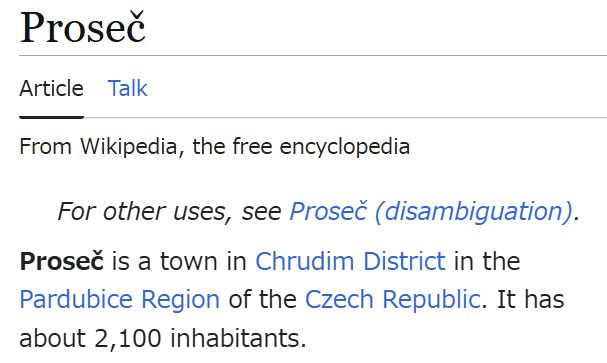 Proseč
Article Talk
From Wikipedia, the free encyclopedia
For other uses, see Proseč (disambiguation).
Proseč is a town in Chrudim District in the
Pardubice Region of the Czech Republic. It has
about 2,100 inhabitants.